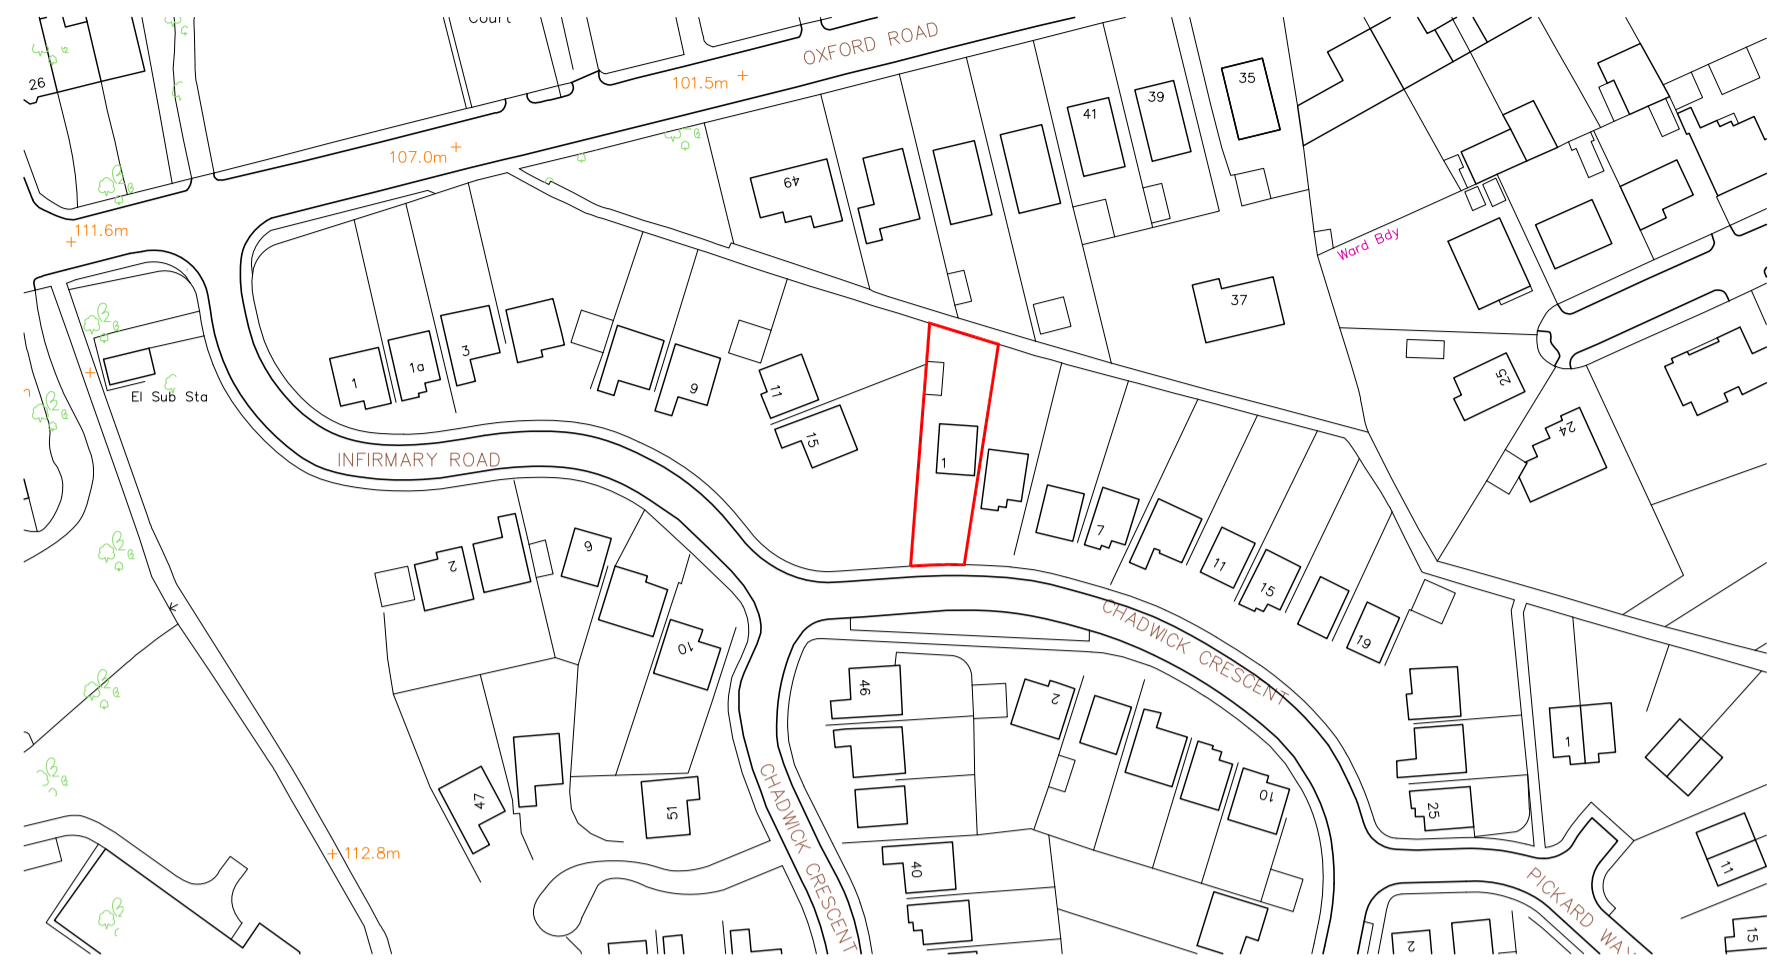 Court
OXFORD ROAD
26
101.5m
35
39
41
107.0m
49
111.6m
Ward Bdy
37
1
1a
3
9
11
15
1
El Sub Sta
INFIRMARY ROAD
25
24
7
11
15
19
2
9
10
CHADWICK CRESCENT
46
2
1
47
51
10
25
112.8m
40
CHADWICK CRESCENT
11
PICKARD WAY
2
15